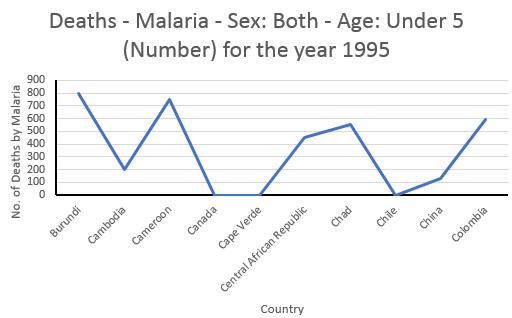 Deaths - Malaria - Sex: Both - Age: Under 5
(Number) for the year 1995
No. of Deaths by Malaria
900
800
700
600
500
400
300
200
100
0
Burundi
Cambodia
Cameroon
Canada
Cape Verde
Central African Republic
Chad
Chile
China
Colombia
Country